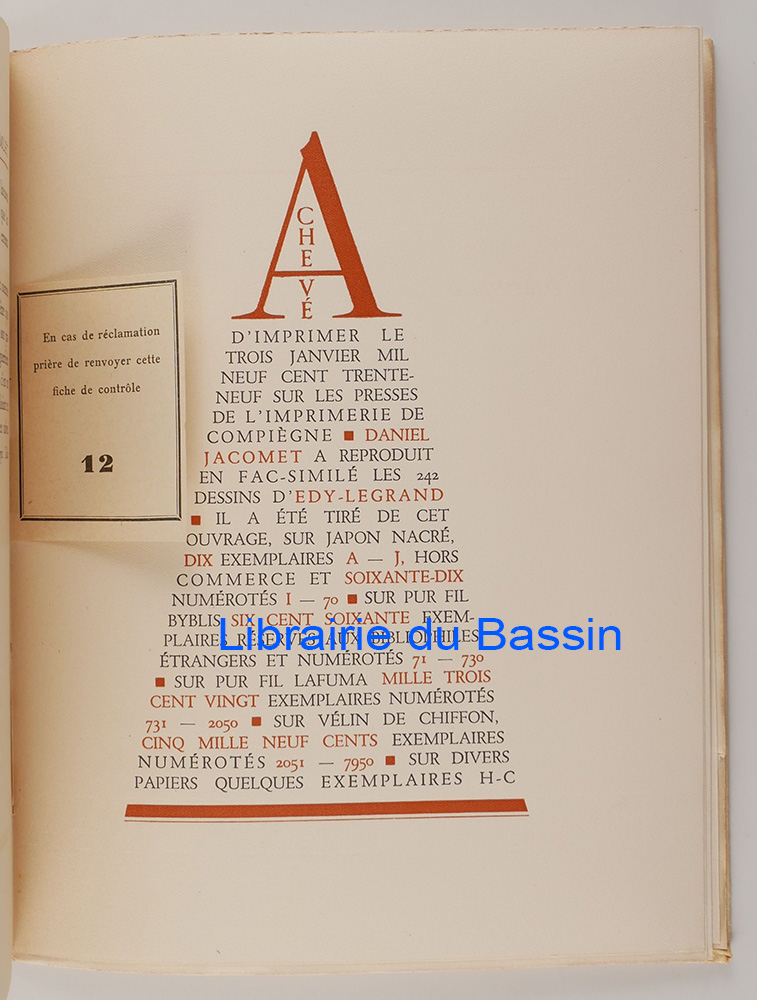 En cas de réclamation
prière de renvoyer cette
fiche de contrôle
12
ACHEVÉ
D'IMPRIMER LE
TROIS JANVIER MIL
NEUF CENT TRENTE-
NEUF SUR LES PRESSES
DE L'IMPRIMERIE DE
COMPIÈGNE ■ DANIEL
JACOMET A REPRODUIT
EN FAC-SIMILÉ LES 242
DESSINS D'EDY-LEGRAND
■ IL A ÉTÉ TIRÉ DE CET
OUVRAGE, SUR JAPON NACRÉ,
DIX EXEMPLAIRES A — J, HORS
COMMERCE ET SOIXANTE-DIX
NUMÉROTÉS I — 70 ■ SUR PUR FIL
BYBLIS SIX CENT SOIXANTE EXEM-
PLAIRES RÉSERVÉS AUX BIBLIOPHILES
ÉTRANGERS ET NUMÉROTÉS 71 — 730
■ SUR PUR FIL LAFUMA MILLE TROIS
CENT VINGT EXEMPLAIRES NUMÉROTÉS
731 — 2050 ■ SUR VÉLIN DE CHIFFON,
CINQ MILLE NEUF CENTS EXEMPLAIRES
NUMÉROTÉS 2051 — 7950 ■ SUR DIVERS
PAPIERS QUELQUES EXEMPLAIRES H-C
Librairie du Bassin